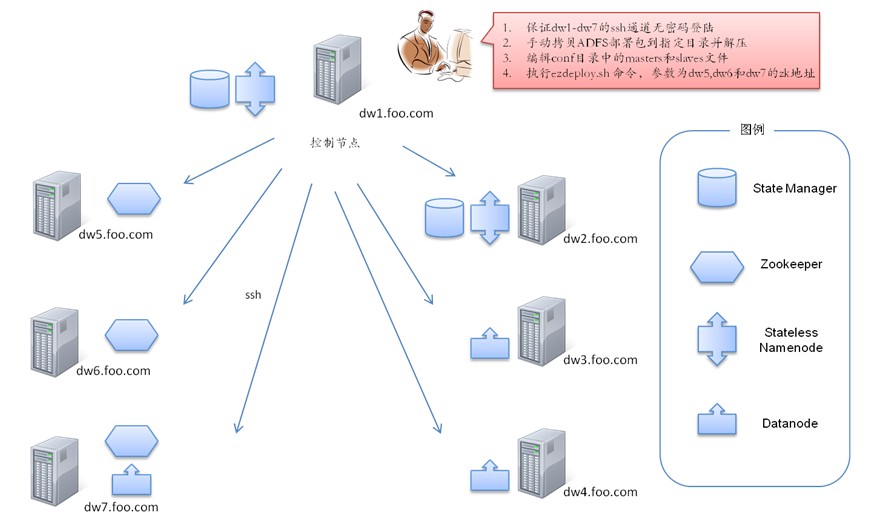 1. 保证dw1-dw7的ssh通道无密码登陆
2. 手动拷贝ADFS部署包到指定目录并解压
3. 编辑conf目录中的masters和slaves文件
4. 执行ezdeploy.sh 命令，参数为dw5,dw6和dw7的zk地址
dw1.foo.com
控制节点
图例
State Manager
dw5.foo.com
dw2.foo.com
Zookeeper
ssh
Stateless
Namenode
dw6.foo.com
dw3.foo.com
Datanode
dw7.foo.com
dw4.foo.com